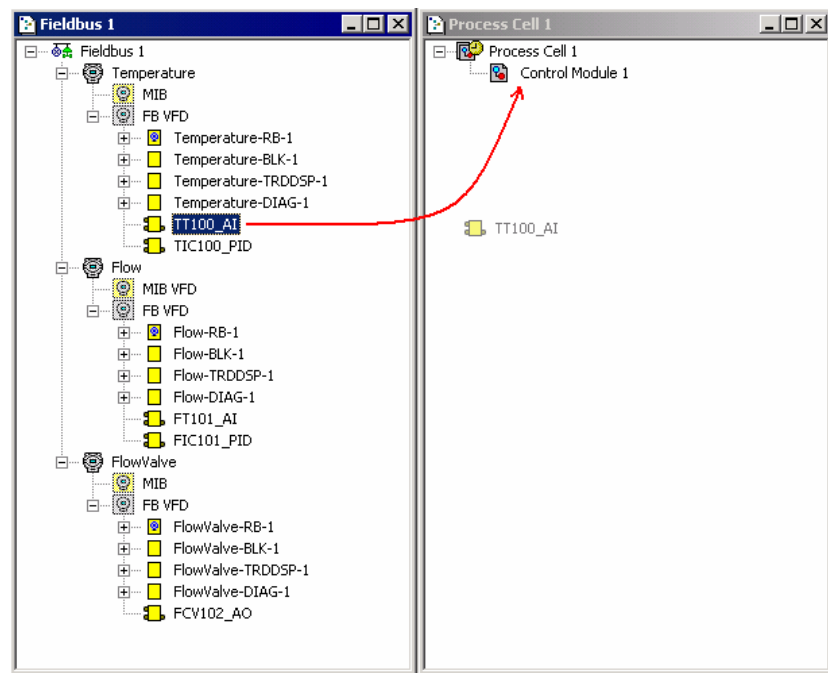 Fieldbus 1
Fieldbus 1
Temperature
MIB
FB VFD
Temperature-RB-1
Temperature-BLK-1
Temperature-TRDDSP-1
Temperature-DIAG-1
TT100_AI
TIC100_PID
Flow
MIB VFD
FB VFD
Flow-RB-1
Flow-BLK-1
Flow-TRDDSP-1
Flow-DIAG-1
FT101_AI
FIC101_PID
FlowValve
MIB
FB VFD
FlowValve-RB-1
FlowValve-BLK-1
FlowValve-TRDDSP-1
FlowValve-DIAG-1
FCV102_AO
Process Cell 1
Process Cell 1
Control Module 1
TT100_AI